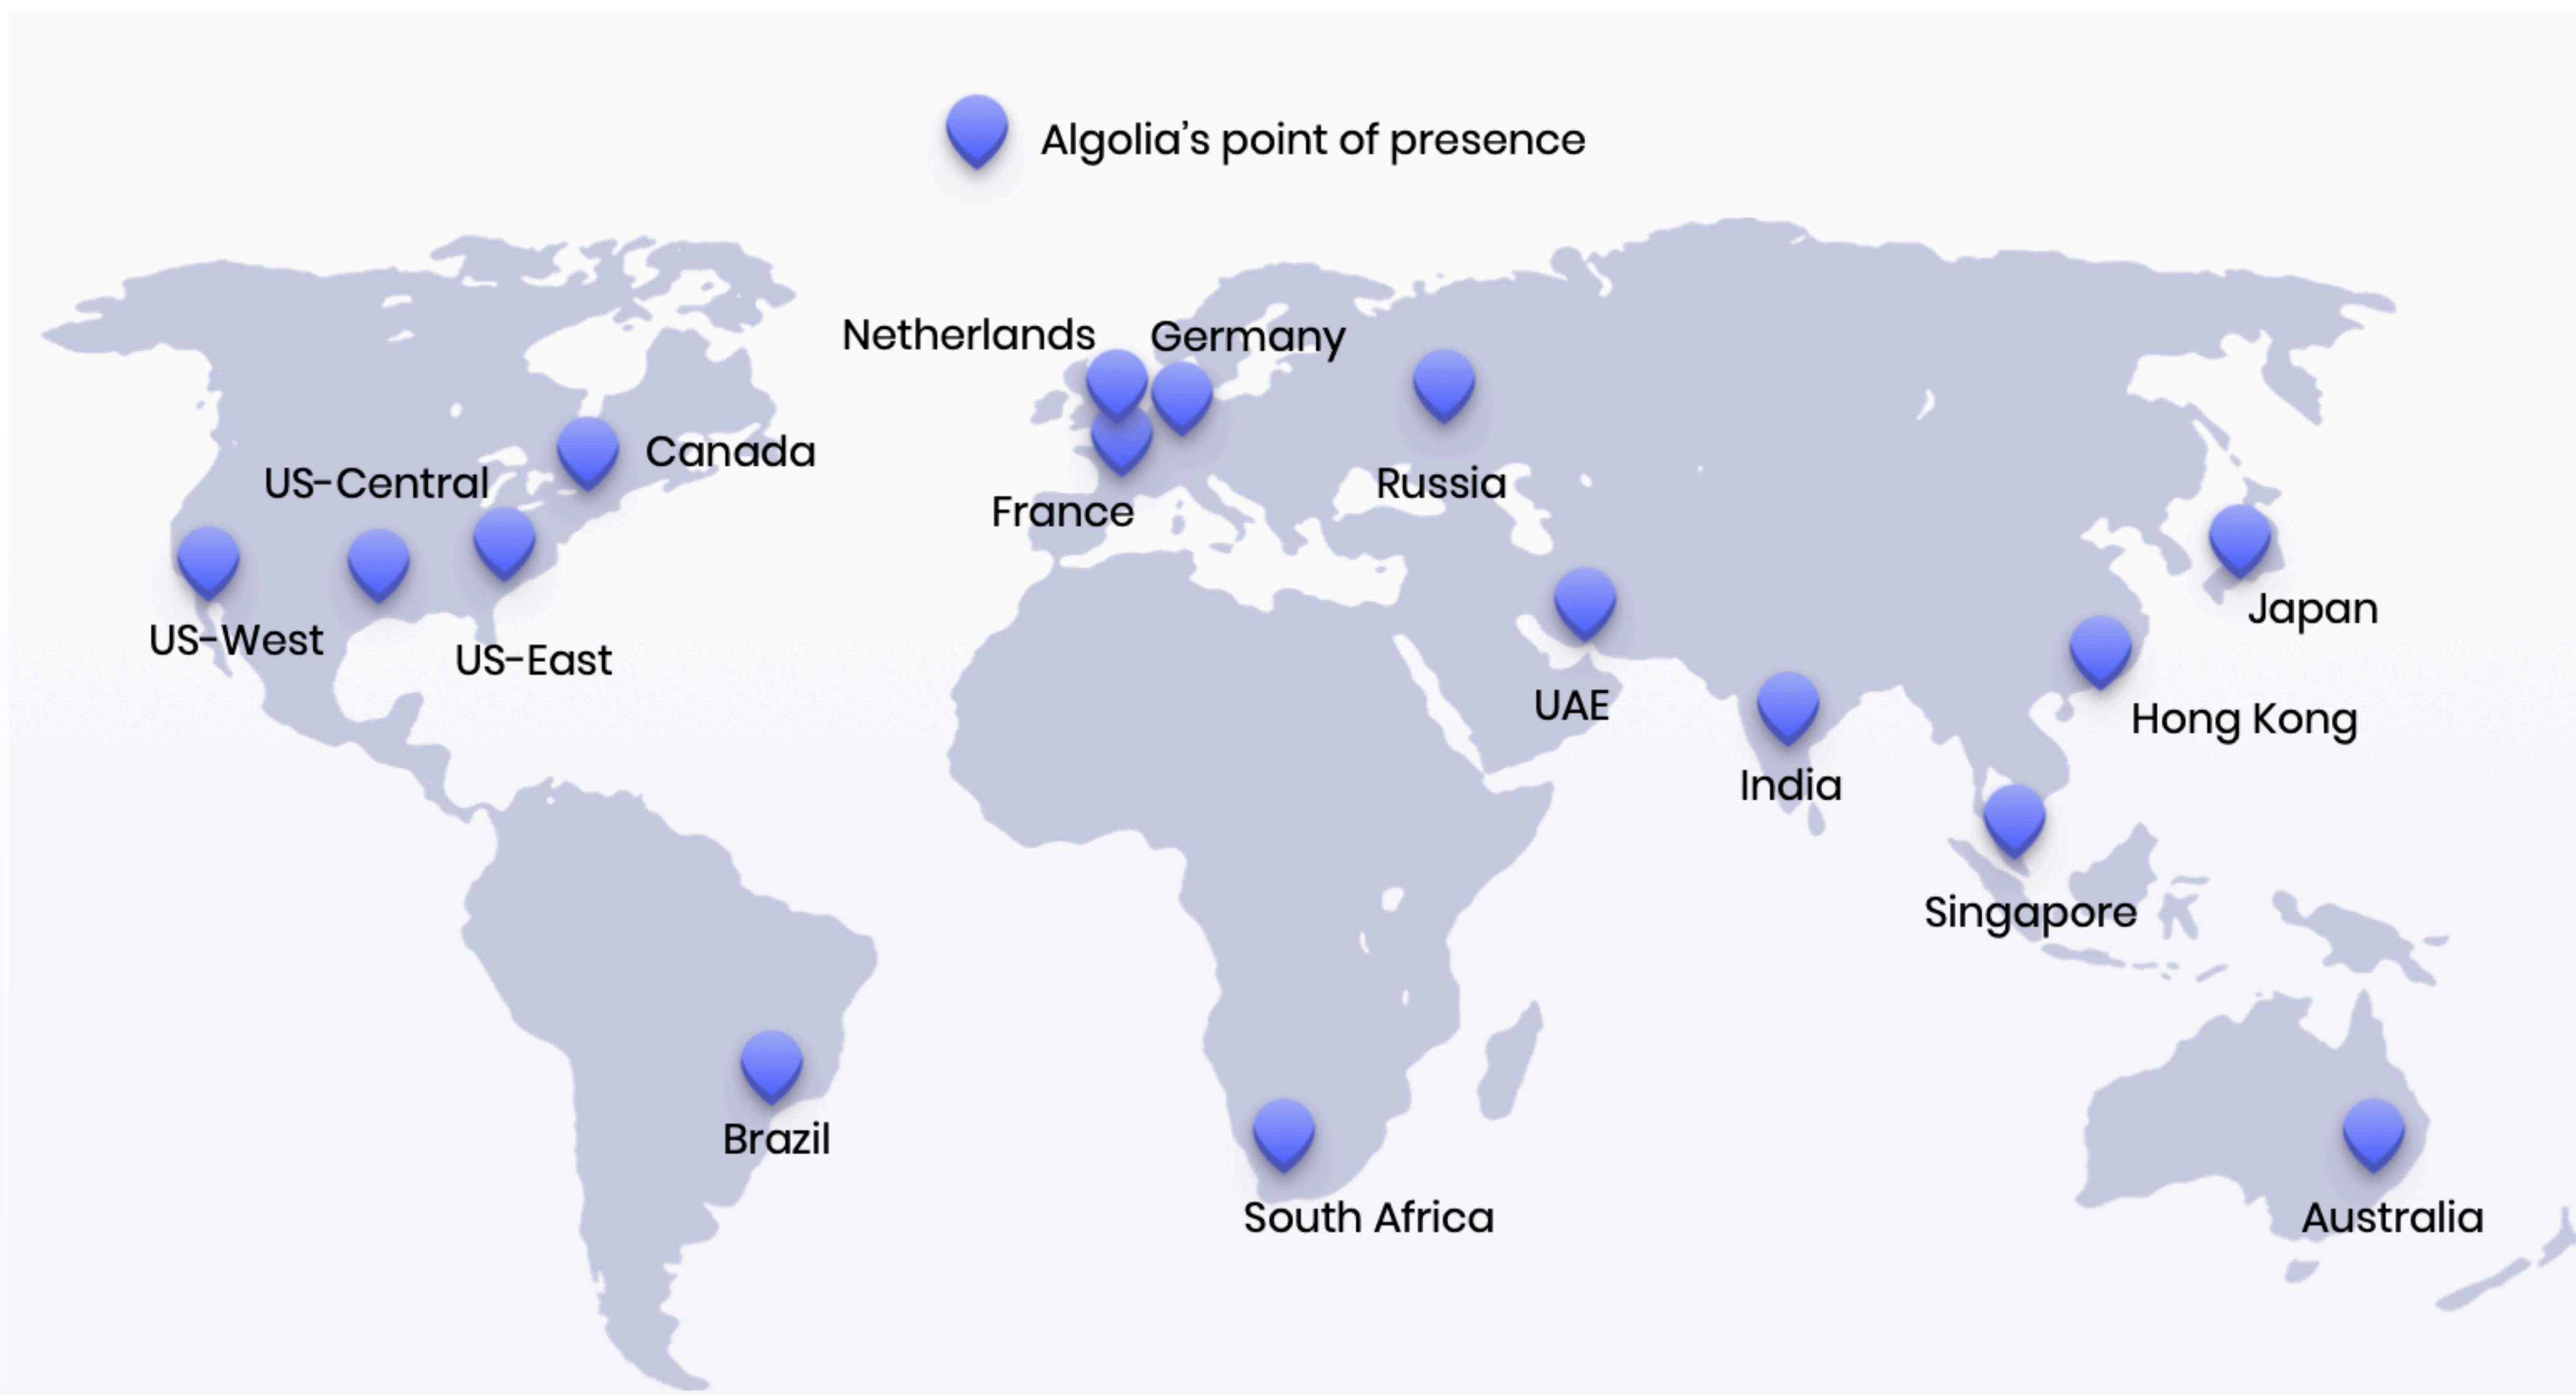 Algolia’s point of presence
Netherlands
Germany
Canada
US-Central
Russia
France
US-West
US-East
Japan
UAE
Hong Kong
India
Singapore
Brazil
South Africa
Australia